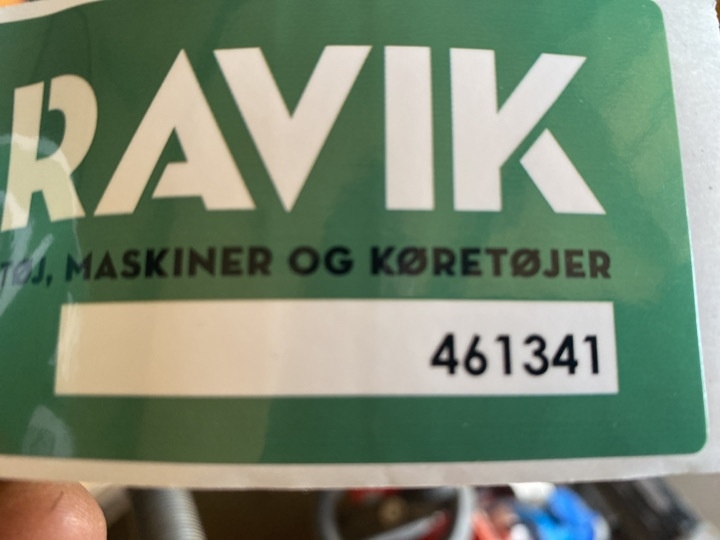 RAVIK
TØJ, MASKINER OG KØRETØJER
461341